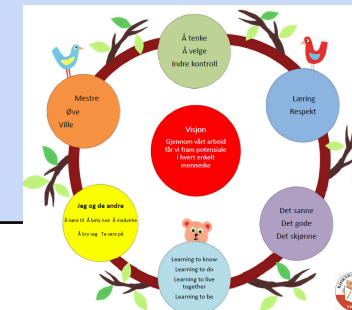 Å tenke
Å velge
Indre kontroll
Mestre
Øve
Ville
Læring
Respekt
Visjon
Gjennom vårt arbeid
får vi fram potensiale
i hvert enkelt
menneske
Jeg og de andre
Å høre til Å bety noe Å medvirke
Å bry seg Ta vare på
Det sanne
Det gode
Det skjønne
Learning to know
Learning to do
Learning to live
together
Learning to be